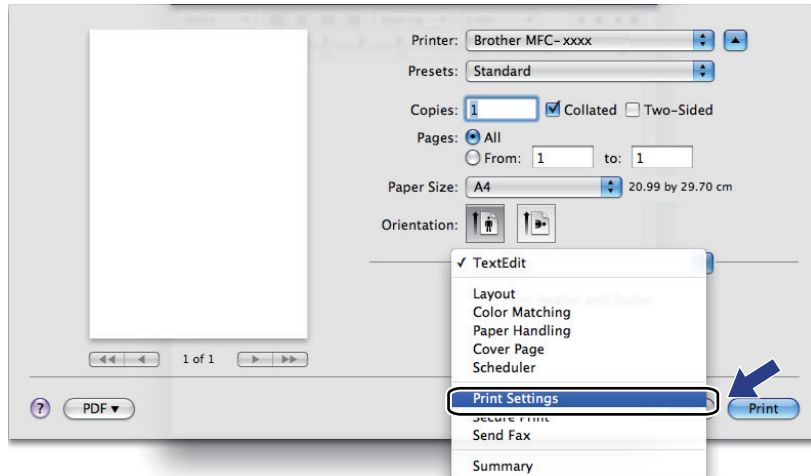 Printer: Brother MFC-xxxx
Presets: Standard
Copies: 1 Collated Two-Sided
Pages: All
From: 1 to: 1
Paper Size: A4 20.99 by 29.70 cm
Orientation:
✓ TextEdit
Layout
Color Matching
Paper Handling
Cover Page
Scheduler
1 of 1
Print Settings
Secure Print
Send Fax
Summary
? PDF▼ Print